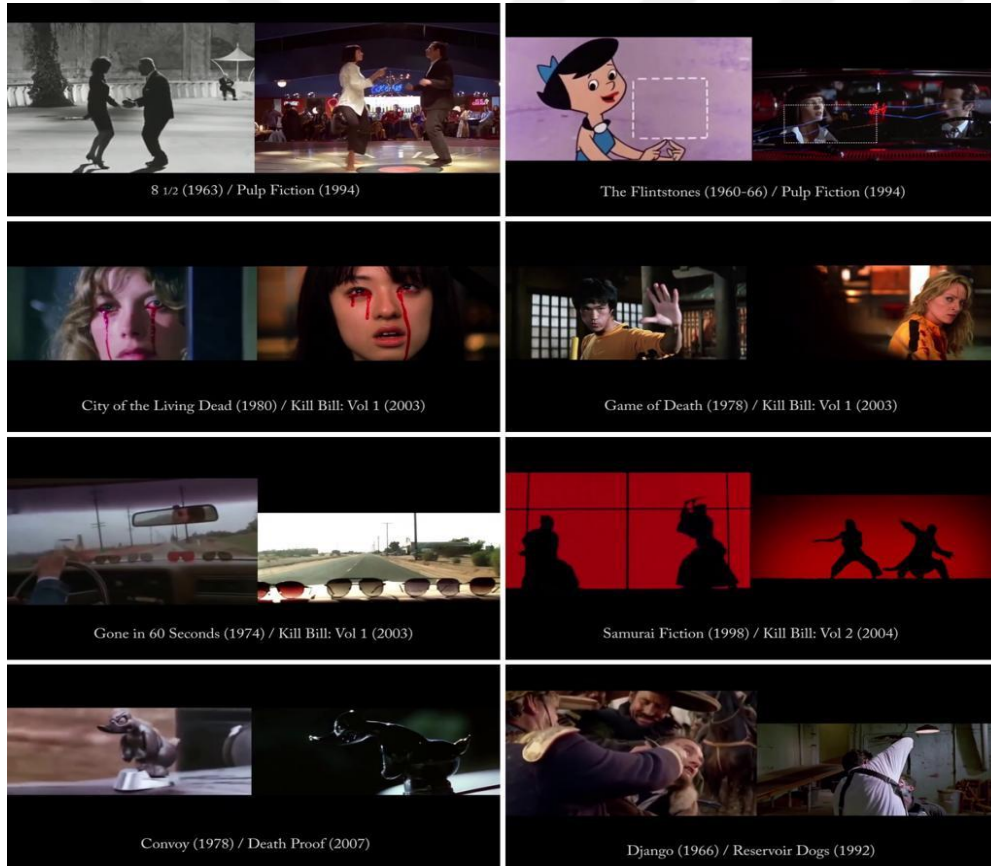 8 1/2 (1963) / Pulp Fiction (1994)
The Flintstones (1960-66) / Pulp Fiction (1994)
City of the Living Dead (1980) / Kill Bill: Vol 1 (2003)
Game of Death (1978) / Kill Bill: Vol 1 (2003)
Gone in 60 Seconds (1974) / Kill Bill: Vol 1 (2003)
Samurai Fiction (1998) / Kill Bill: Vol 2 (2004)
Convoy (1978) / Death Proof (2007)
Django (1966) / Reservoir Dogs (1992)